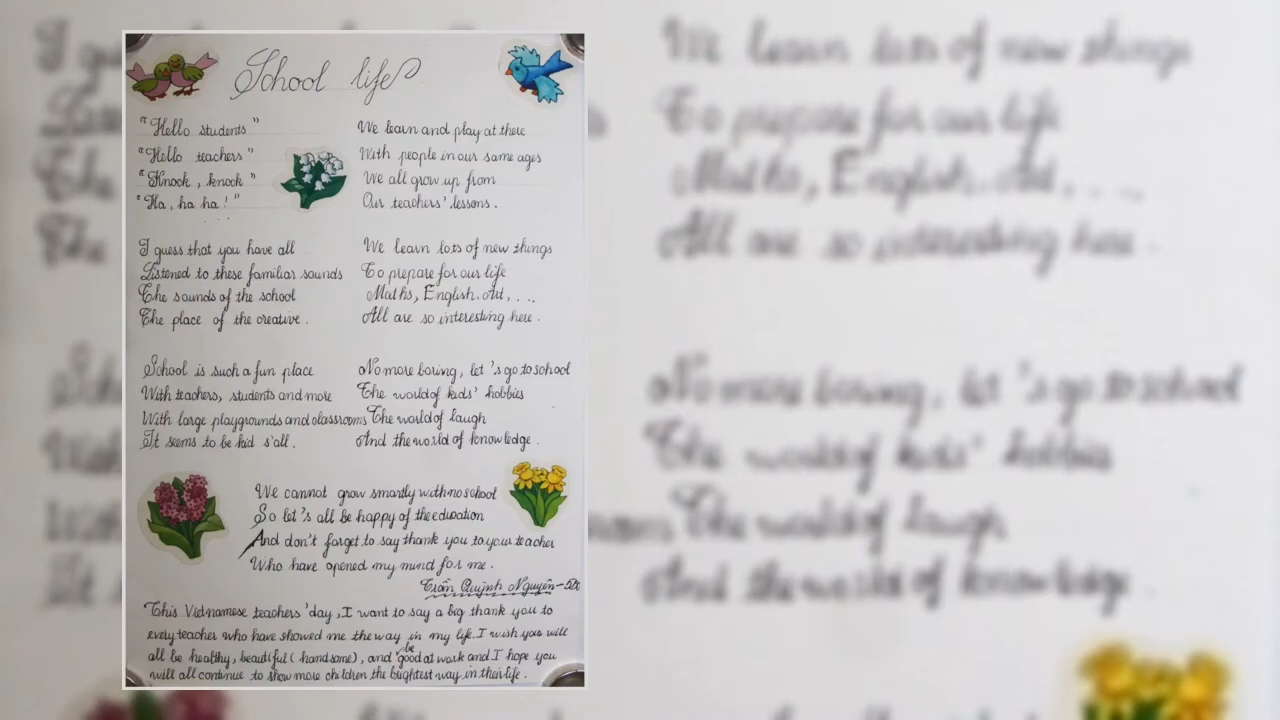 School life
"Hello students"
"Hello teachers"
"Knock, knock"
"Ha, ha ha!"
. . . .
I guess that you have all
Listened to these familiar sounds
The sounds of the school
The place of the creative.
School is such a fun place
With teachers, students and more
With large playgrounds and classrooms
It seems to be kid s'all.
We learn and play at there
With people in our same ages
We all grow up from
Our teachers' lessons.
We learn lots of new things
To prepare for our life
Maths, English, Art, . . .
All are so interesting here.
No more boring, let 's go to school
The world of kids' hobbies
The world of laugh
And the world of knowledge.
We cannot grow smartly with no school
So let's all be happy of the education
And don't forget to say thank you to your teacher
Who have opened my mind for me.
Trần Quỳnh Nguyên
This Vietnamese teachers 'day, I want to say a big thank you to
every teacher who have showed me the way in my life. I wish you will
all be healthy, beautiful (handsome), and be good at work and I hope you
will all continue to show more children the brightest way in their life.